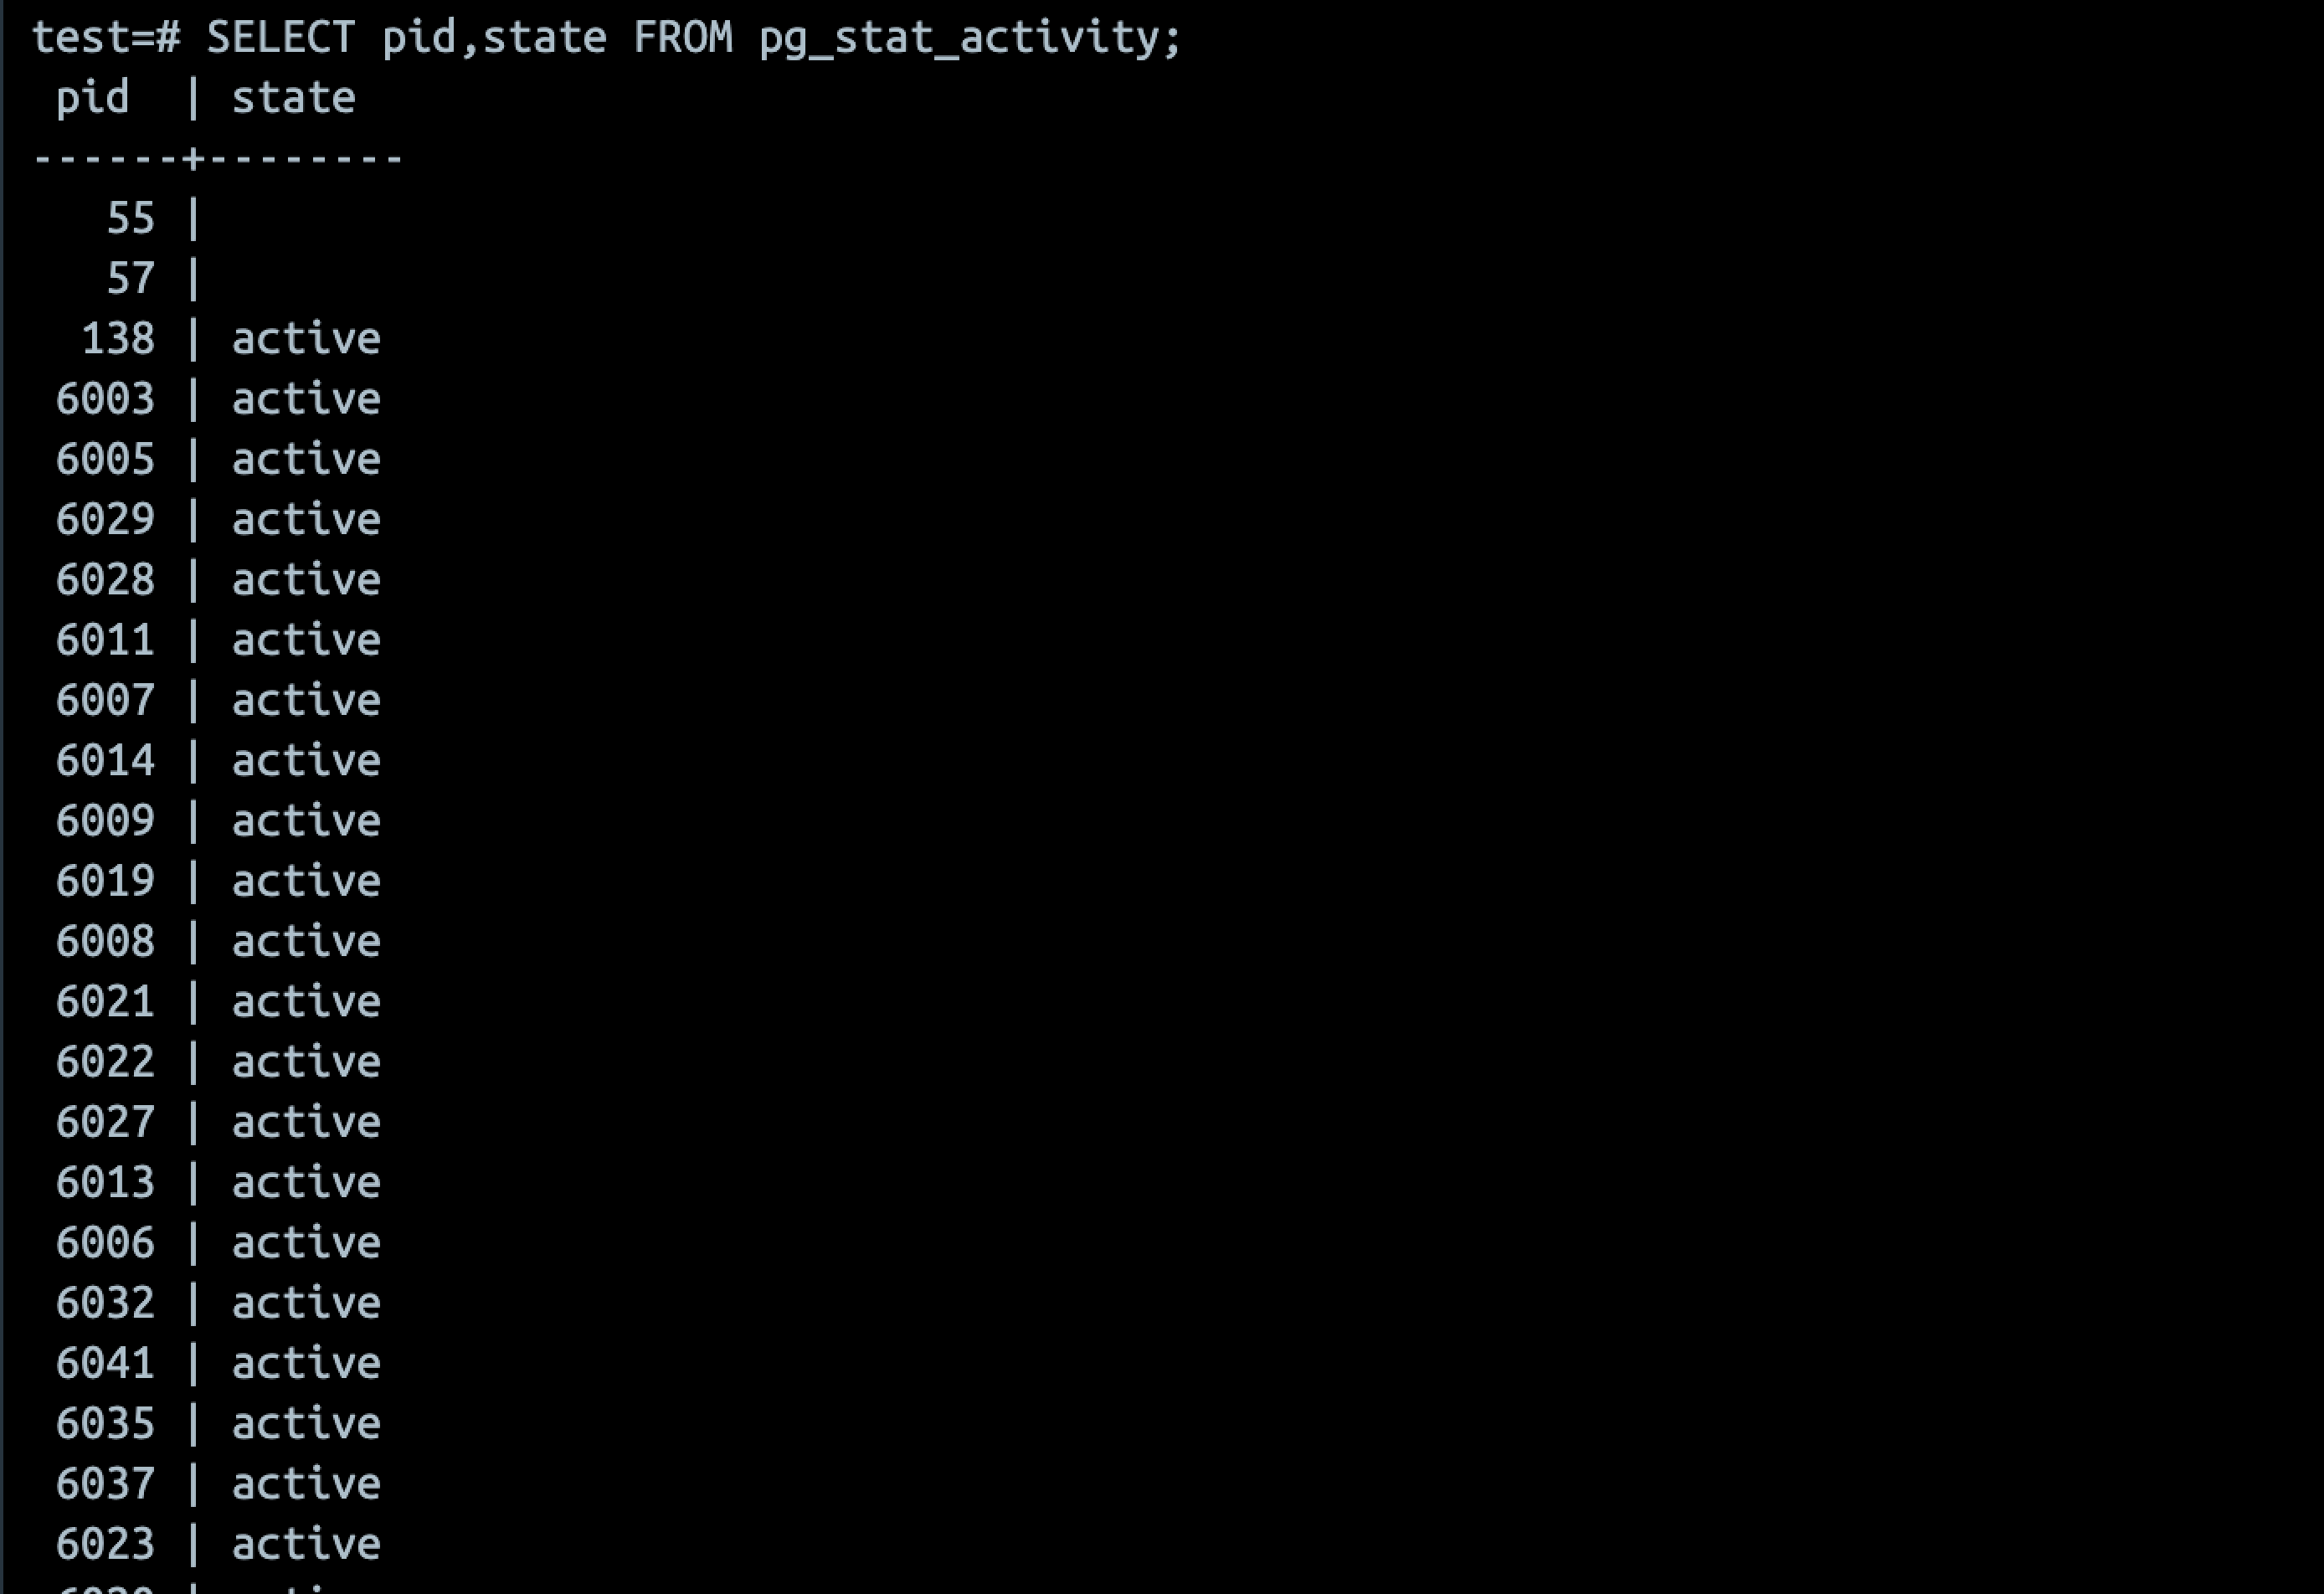 test=# SELECT pid,state FROM pg_stat_activity;
pid | state
------+--------
55 |
57 |
138 | active
6003 | active
6005 | active
6029 | active
6028 | active
6011 | active
6007 | active
6014 | active
6009 | active
6019 | active
6008 | active
6021 | active
6022 | active
6027 | active
6013 | active
6006 | active
6032 | active
6041 | active
6035 | active
6037 | active
6023 | active